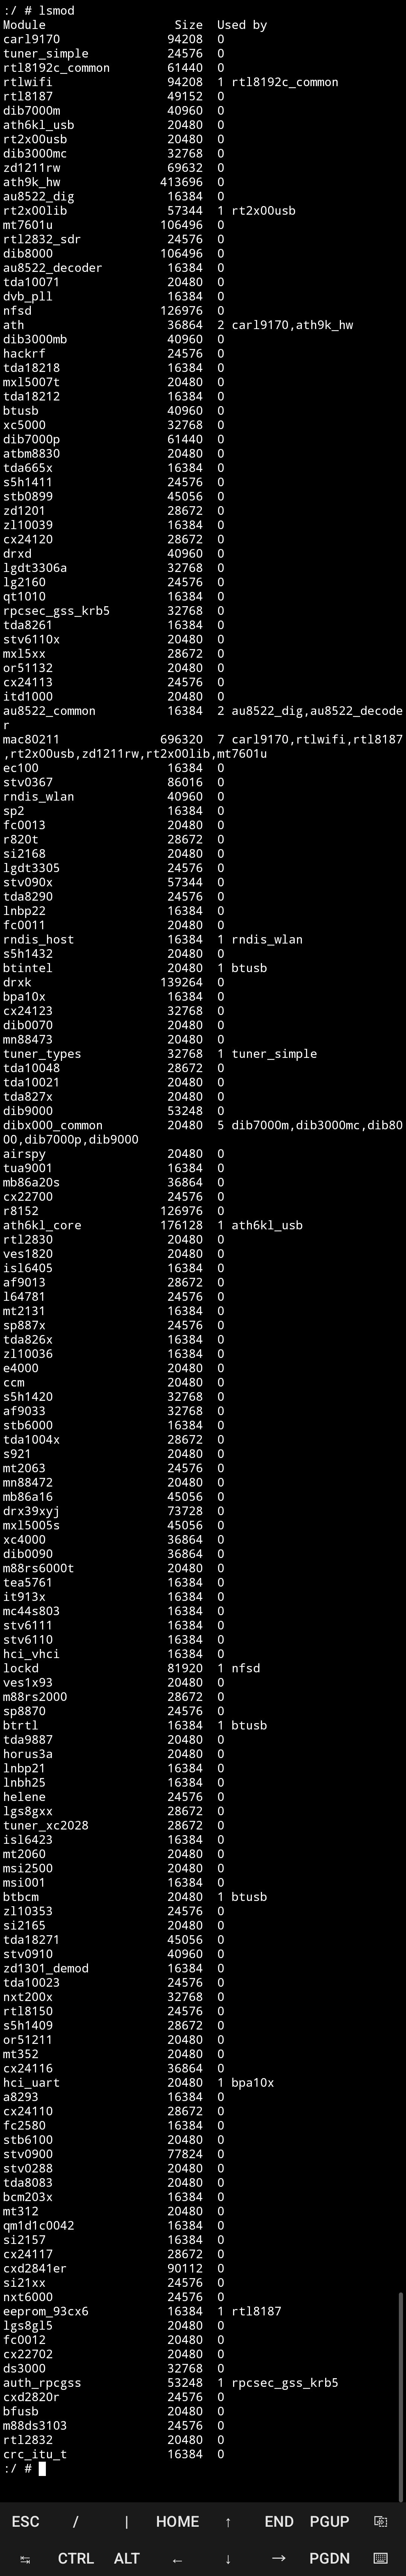 :/ # lsmod
Module                  Size  Used by
carl9170               94208  0
tuner_simple           24576  0
rtl8192c_common        61440  0
rtlwifi                94208  1 rtl8192c_common
rtl8187                49152  0
dib7000m               40960  0
ath6kl_usb             20480  0
rt2x00usb              20480  0
dib3000mc              32768  0
zd1211rw               69632  0
ath9k_hw              413696  0
au8522_dig             16384  0
rt2x00lib              57344  1 rt2x00usb
mt7601u               106496  0
rtl2832_sdr            24576  0
dib8000               106496  0
au8522_decoder         16384  0
tda10071               20480  0
dvb_pll                16384  0
nfsd                  126976  0
ath                    36864  2 carl9170,ath9k_hw
dib3000mb              40960  0
hackrf                 24576  0
tda18218               16384  0
mxl5007t               20480  0
tda18212               16384  0
btusb                  40960  0
xc5000                 32768  0
dib7000p               61440  0
atbm8830               20480  0
tda665x                16384  0
s5h1411                24576  0
stb0899                45056  0
zd1201                 28672  0
zl10039                16384  0
cx24120                28672  0
drxd                   40960  0
lgdt3306a              32768  0
lg2160                 24576  0
qt1010                 16384  0
rpcsec_gss_krb5        32768  0
tda8261                16384  0
stv6110x               20480  0
mxl5xx                 28672  0
or51132                20480  0
cx24113                24576  0
itd1000                20480  0
au8522_common          16384  2 au8522_dig,au8522_decode
r
mac80211              696320  7 carl9170,rtlwifi,rtl8187
,rt2x00usb,zd1211rw,rt2x00lib,mt7601u
ec100                  16384  0
stv0367                86016  0
rndis_wlan             40960  0
sp2                    16384  0
fc0013                 20480  0
r820t                  28672  0
si2168                 20480  0
lgdt3305               24576  0
stv090x                57344  0
tda8290                24576  0
lnbp22                 16384  0
fc0011                 20480  0
rndis_host             16384  1 rndis_wlan
s5h1432                20480  0
btintel                20480  1 btusb
drxk                  139264  0
bpa10x                 16384  0
cx24123                32768  0
dib0070                20480  0
mn88473                20480  0
tuner_types            32768  1 tuner_simple
tda10048               28672  0
tda10021               20480  0
tda827x                20480  0
dib9000                53248  0
dibx000_common         20480  5 dib7000m,dib3000mc,dib80
00,dib7000p,dib9000
airspy                 20480  0
tua9001                16384  0
mb86a20s               36864  0
cx22700                24576  0
r8152                 126976  0
ath6kl_core           176128  1 ath6kl_usb
rtl2830                20480  0
ves1820                20480  0
isl6405                16384  0
af9013                 28672  0
l64781                 24576  0
mt2131                 16384  0
sp887x                 24576  0
tda826x                16384  0
zl10036                16384  0
e4000                  20480  0
ccm                    20480  0
s5h1420                32768  0
af9033                 32768  0
stb6000                16384  0
tda1004x               28672  0
s921                   20480  0
mt2063                 24576  0
mn88472                20480  0
mb86a16                45056  0
drx39xyj               73728  0
mxl5005s               45056  0
xc4000                 36864  0
dib0090                36864  0
m88rs6000t             20480  0
tea5761                16384  0
it913x                 16384  0
mc44s803               16384  0
stv6111                16384  0
stv6110                16384  0
hci_vhci               16384  0
lockd                  81920  1 nfsd
ves1x93                20480  0
m88rs2000              28672  0
sp8870                 24576  0
btrtl                  16384  1 btusb
tda9887                20480  0
horus3a                20480  0
lnbp21                 16384  0
lnbh25                 16384  0
helene                 24576  0
lgs8gxx                28672  0
tuner_xc2028           28672  0
isl6423                16384  0
mt2060                 20480  0
msi2500                20480  0
msi001                 16384  0
btbcm                  20480  1 btusb
zl10353                24576  0
si2165                 20480  0
tda18271               45056  0
stv0910                40960  0
zd1301_demod           16384  0
tda10023               24576  0
nxt200x                32768  0
rtl8150                24576  0
s5h1409                28672  0
or51211                20480  0
mt352                  20480  0
cx24116                36864  0
hci_uart               20480  1 bpa10x
a8293                  16384  0
cx24110                28672  0
fc2580                 16384  0
stb6100                20480  0
stv0900                77824  0
stv0288                20480  0
tda8083                20480  0
bcm203x                16384  0
mt312                  20480  0
qm1d1c0042             16384  0
si2157                 16384  0
cx24117                28672  0
cxd2841er              90112  0
si21xx                 24576  0
nxt6000                24576  0
eeprom_93cx6           16384  1 rtl8187
lgs8gl5                20480  0
fc0012                 20480  0
cx22702                20480  0
ds3000                 32768  0
auth_rpcgss            53248  1 rpcsec_gss_krb5
cxd2820r               24576  0
bfusb                  20480  0
m88ds3103              24576  0
rtl2832                20480  0
crc_itu_t              16384  0
:/ #
ESC / | HOME ↑ END PGUP
CTRL ALT ← ↓ → PGDN